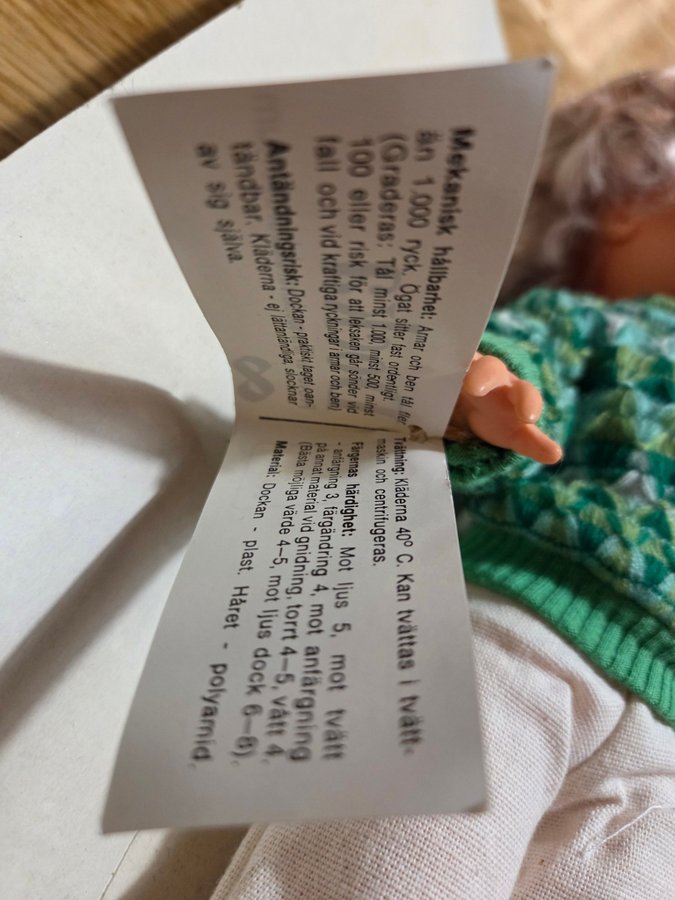 Mekanisk hållbarhet: Armar och ben tål fler
än 1.000 ryck. Ögat sitter fast ordentligt.
(Graderas: Tål minst 1.000, minst 500, minst
100 eller risk för att leksaken går sönder vid
fall och vid kraftiga ryckningar i armar och ben)
Antändningsrisk: Dockan - praktiskt taget oan-
tändbar. Kläderna - ej lättantändliga, slocknar
av sig själva.
Tvättning: Kläderna 40° C. Kan tvättas i tvätt-
maskin och centrifugeras.
Färgernas härdighet: Mot ljus 5, mot tvätt
- anfärgning 3, färgändring 4, mot anfärgning
på annat material vid gnidning, torrt 4–5, vått 4.
(Bästa möjliga värde 4–5, mot ljus dock 6–8).
Material: Dockan - plast. Håret - polyamid.